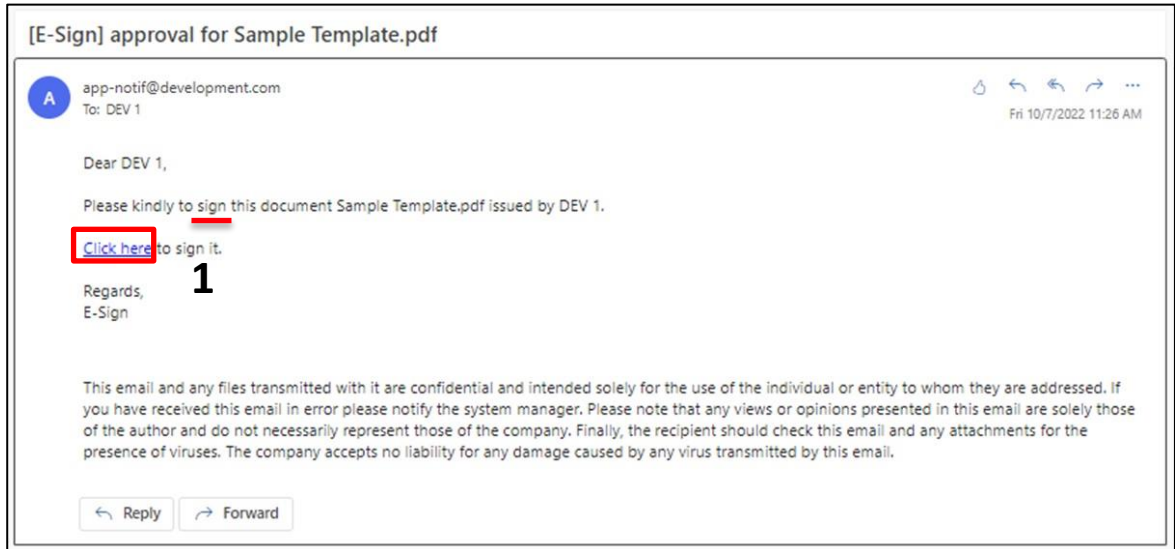 [E-Sign] approval for Sample Template.pdf
A
app-notif@development.com
To: DEV 1
Fri 10/7/2022 11:26 AM
Dear DEV 1,
Please kindly to sign this document Sample Template.pdf issued by DEV 1.
Click here to sign it.
1
Regards,
E-Sign
This email and any files transmitted with it are confidential and intended solely for the use of the individual or entity to whom they are addressed. If
you have received this email in error please notify the system manager. Please note that any views or opinions presented in this email are solely those
of the author and do not necessarily represent those of the company. Finally, the recipient should check this email and any attachments for the
presence of viruses. The company accepts no liability for any damage caused by any virus transmitted by this email.
Reply
Forward